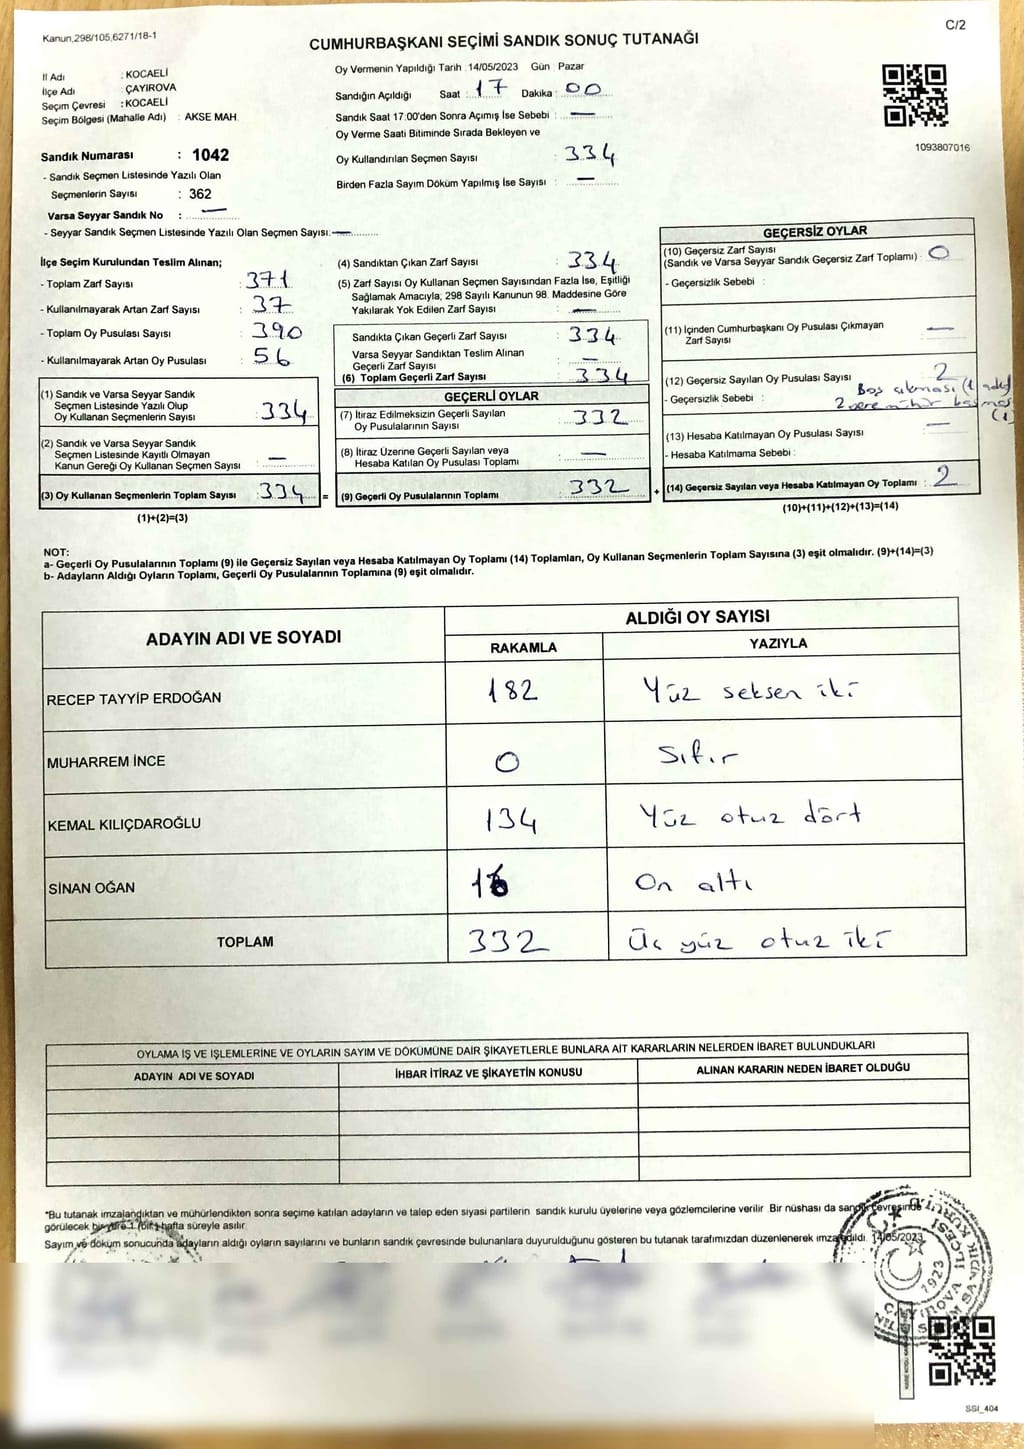 Kanun,298/105,6271/18-1
C/2
CUMHURBAŞKANI SEÇİMİ SANDIK SONUÇ TUTANAĞI
İl Adı : KOCAELİ
İlçe Adı ÇAYIROVA
Seçim Çevresi : KOCAELİ
Seçim Bölgesi (Mahalle Adı) : AKSE MAH.
Sandık Numarası : 1042
- Sandık Seçmen Listesinde Yazılı Olan
Seçmenlerin Sayısı : 362
Varsa Seyyar Sandık No : —
- Seyyar Sandık Seçmen Listesinde Yazılı Olan Seçmen Sayısı: —
Oy Vermenin Yapıldığı Tarih : 14/05/2023 Gün : Pazar
Sandığın Açıldığı Saat : 17 Dakika : 00
Sandık Saat 17:00'den Sonra Açımış İse Sebebi : —
Oy Verme Saati Bitiminde Sırada Bekleyen ve
Oy Kullandırılan Seçmen Sayısı : 334
Birden Fazla Sayım Döküm Yapılmış İse Sayısı : —
1093807016
İlçe Seçim Kurulundan Teslim Alınan;
- Toplam Zarf Sayısı : 371
- Kullanılmayarak Artan Zarf Sayısı : 37
- Toplam Oy Pusulası Sayısı : 390
- Kullanılmayarak Artan Oy Pusulası : 56
(1) Sandık ve Varsa Seyyar Sandık
Seçmen Listesinde Yazılı Olup
Oy Kullanan Seçmenlerin Sayısı : 334
(2) Sandık ve Varsa Seyyar Sandık
Seçmen Listesinde Kayıtlı Olmayan
Kanun Gereği Oy Kullanan Seçmen Sayısı : —
(3) Oy Kullanan Seçmenlerin Toplam Sayısı : 334 =
(1)+(2)=(3)
(4) Sandıktan Çıkan Zarf Sayısı : 334
(5) Zarf Sayısı Oy Kullanan Seçmen Sayısından Fazla İse, Eşitliği
Sağlamak Amacıyla; 298 Sayılı Kanunun 98. Maddesine Göre
Yakılarak Yok Edilen Zarf Sayısı : —
Sandıkta Çıkan Geçerli Zarf Sayısı : 334
Varsa Seyyar Sandıktan Teslim Alınan
Geçerli Zarf Sayısı : —
(6) Toplam Geçerli Zarf Sayısı : 334
GEÇERLİ OYLAR
(7) İtiraz Edilmeksizin Geçerli Sayılan
Oy Pusulalarının Sayısı : 332
(8) İtiraz Üzerine Geçerli Sayılan veya
Hesaba Katılan Oy Pusulası Toplamı : —
(9) Geçerli Oy Pusulalarının Toplamı : 332 +
GEÇERSİZ OYLAR
(10) Geçersiz Zarf Sayısı
(Sandık ve Varsa Seyyar Sandık Geçersiz Zarf Toplamı) : 0
- Geçersizlik Sebebi :
(11) İçinden Cumhurbaşkanı Oy Pusulası Çıkmayan
Zarf Sayısı —
(12) Geçersiz Sayılan Oy Pusulası Sayısı : 2
- Geçersizlik Sebebi : Boş çıkması (1 adet)
2 yere mühür basması
(1)
(13) Hesaba Katılmayan Oy Pusulası Sayısı : —
- Hesaba Katılmama Sebebi :
(14) Geçersiz Sayılan veya Hesaba Katılmayan Oy Toplamı : 2
(10)+(11)+(12)+(13)=(14)
NOT:
a- Geçerli Oy Pusulalarının Toplamı (9) ile Geçersiz Sayılan veya Hesaba Katılmayan Oy Toplamı (14) Toplamları, Oy Kullanan Seçmenlerin Toplam Sayısına (3) eşit olmalıdır. (9)+(14)=(3)
b- Adayların Aldığı Oyların Toplamı, Geçerli Oy Pusulalarının Toplamına (9) eşit olmalıdır.
ADAYIN ADI VE SOYADI
ALDIĞI OY SAYISI
RAKAMLA YAZIYLA
RECEP TAYYİP ERDOĞAN 182 Yüz seksen iki
MUHARREM İNCE 0 Sıfır
KEMAL KILIÇDAROĞLU 134 Yüz otuz dört
SİNAN OĞAN 16 On altı
TOPLAM 332 Üç yüz otuz iki
OYLAMA İŞ VE İŞLEMLERİNE VE OYLARIN SAYIM VE DÖKÜMÜNE DAİR ŞİKAYETLERLE BUNLARA AİT KARARLARIN NELERDEN İBARET BULUNDUKLARI
ADAYIN ADI VE SOYADI İHBAR İTİRAZ VE ŞİKAYETİN KONUSU ALINAN KARARIN NEDEN İBARET OLDUĞU
*Bu tutanak imzalandıktan ve mühürlendikten sonra seçime katılan adayların ve talep eden siyasi partilerin sandık kurulu üyelerine veya gözlemcilerine verilir. Bir nüshası da sandık çevresinde
görülecek bir yere 1 (bir) hafta süreyle asılır.
Sayım ve döküm sonucunda adayların aldığı oyların sayılarını ve bunların sandık çevresinde bulunanlara duyurulduğunu gösteren bu tutanak tarafımızdan düzenlenerek imza edildi. 14/05/2023
1923
SSI_404